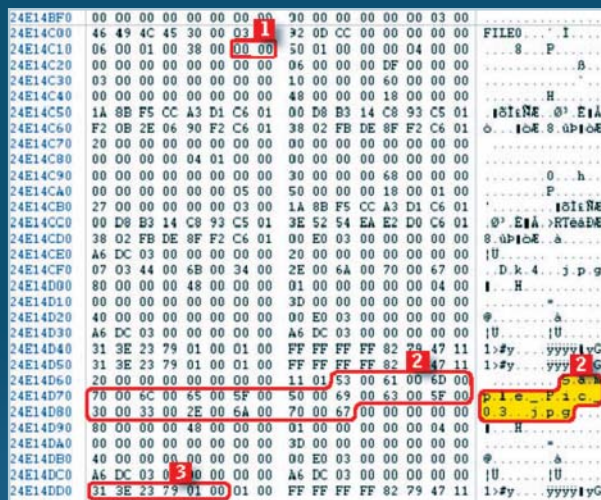 24E14BF0 00 00 00 00 00 00 00 00 90 00 00 00 00 00 03 00
24E14C00 46 49 4C 45 30 00 03 92 0D CC 00 00 00 00 00 FILE0
1
24E14C10 06 00 01 00 38 00 00 00 50 01 00 00 00 04 00 00 8 P
24E14C20 00 00 00 00 00 00 00 00 06 00 00 00 DF 00 00 00 ß
24E14C30 03 00 00 00 00 00 00 00 10 00 00 00 60 00 00 00
24E14C40 00 00 00 00 00 00 00 00 48 00 00 00 18 00 00 00 H
24E14C50 1A 8B F5 CC A3 D1 C6 01 00 D8 B3 14 C8 93 C5 01
24E14C60 F2 0B 2E 06 90 F2 C6 01 38 02 FB DE 8F F2 C6 01
24E14C70 20 00 00 00 00 00 00 00 00 00 00 00 00 00 00 00
24E14C80 00 00 00 00 04 01 00 00 00 00 00 00 00 00 00 00
24E14C90 00 00 00 00 00 00 00 00 30 00 00 00 68 00 00 00 0 h
24E14CA0 00 00 00 00 00 00 05 00 50 00 00 00 18 00 01 00 P
24E14CB0 27 00 00 00 00 00 03 00 1A 8B F5 CC A3 D1 C6 01
24E14CC0 00 D8 B3 14 C8 93 C5 01 3E 52 54 EA E2 D0 C6 01
24E14CD0 38 02 FB DE 8F F2 C6 01 00 E0 03 00 00 00 00 00
24E14CE0 A6 DC 03 00 00 00 00 00 20 00 00 00 00 00 00 00
24E14CF0 07 03 44 00 6B 00 34 00 2E 00 6A 00 70 00 67 00 ..D.k.4...j.p.g
24E14D00 80 00 00 00 48 00 00 00 01 00 00 00 00 00 04 00 H
24E14D10 00 00 00 00 00 00 00 00 3D 00 00 00 00 00 00 00 =
24E14D20 40 00 00 00 00 00 00 00 00 E0 03 00 00 00 00 00 @ à
24E14D30 A6 DC 03 00 00 00 00 00 A6 DC 03 00 00 00 00 00
24E14D40 31 3E 23 79 01 00 01 00 FF FF FF FF 82 79 47 11 1>#y yyyy yG
24E14D50 31 3E 23 79 01 00 01 00 FF FF FF FF 82 47 11 1>#y yyyy G
2 2
24E14D60 20 00 00 00 00 00 00 00 11 01 53 00 61 00 6D 00 S.a.m
24E14D70 70 00 6C 00 65 00 5F 00 50 00 69 00 63 00 5F 00 p.l.e._.P.i.c._
24E14D80 30 00 33 00 2E 00 6A 00 70 00 67 00 00 00 00 00 0.3...j.p.g
24E14D90 80 00 00 00 48 00 00 00 01 00 00 00 00 00 04 00 H
24E14DA0 00 00 00 00 00 00 00 00 3D 00 00 00 00 00 00 00 =
24E14DB0 40 00 00 00 00 00 00 00 00 E0 03 00 00 00 00 00 @ à
24E14DC0 A6 DC 03 00 00 00 00 A6 DC 03 00 00 00 00 00
3
24E14DD0 31 3E 23 79 01 00 01 00 FF FF FF FF 82 79 47 11 1>#y yyyy yG